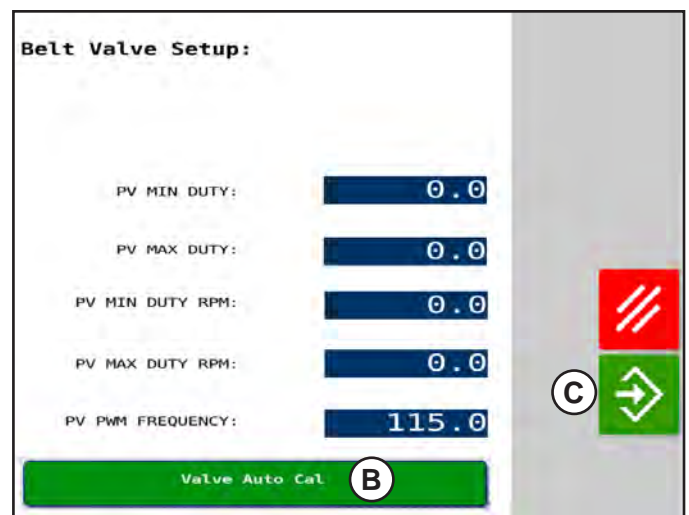 Belt Valve Setup:
PV MIN DUTY: 0.0
PV MAX DUTY: 0.0
PV MIN DUTY RPM: 0.0
PV MAX DUTY RPM: 0.0
C
PV PWM FREQUENCY: 115.0
Valve Auto Cal B